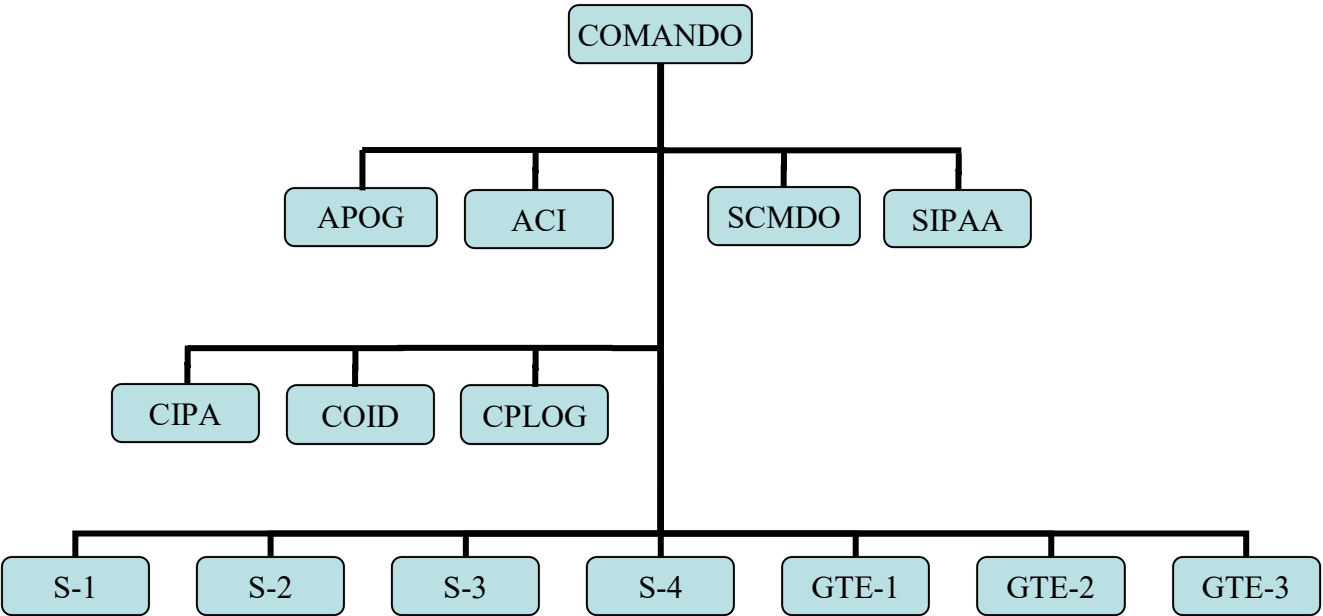 COMANDO
APOG
ACI
SCMDO
SIPAA
CIPA
COID
CPLOG
S-1
S-2
S-3
S-4
GTE-1
GTE-2
GTE-3